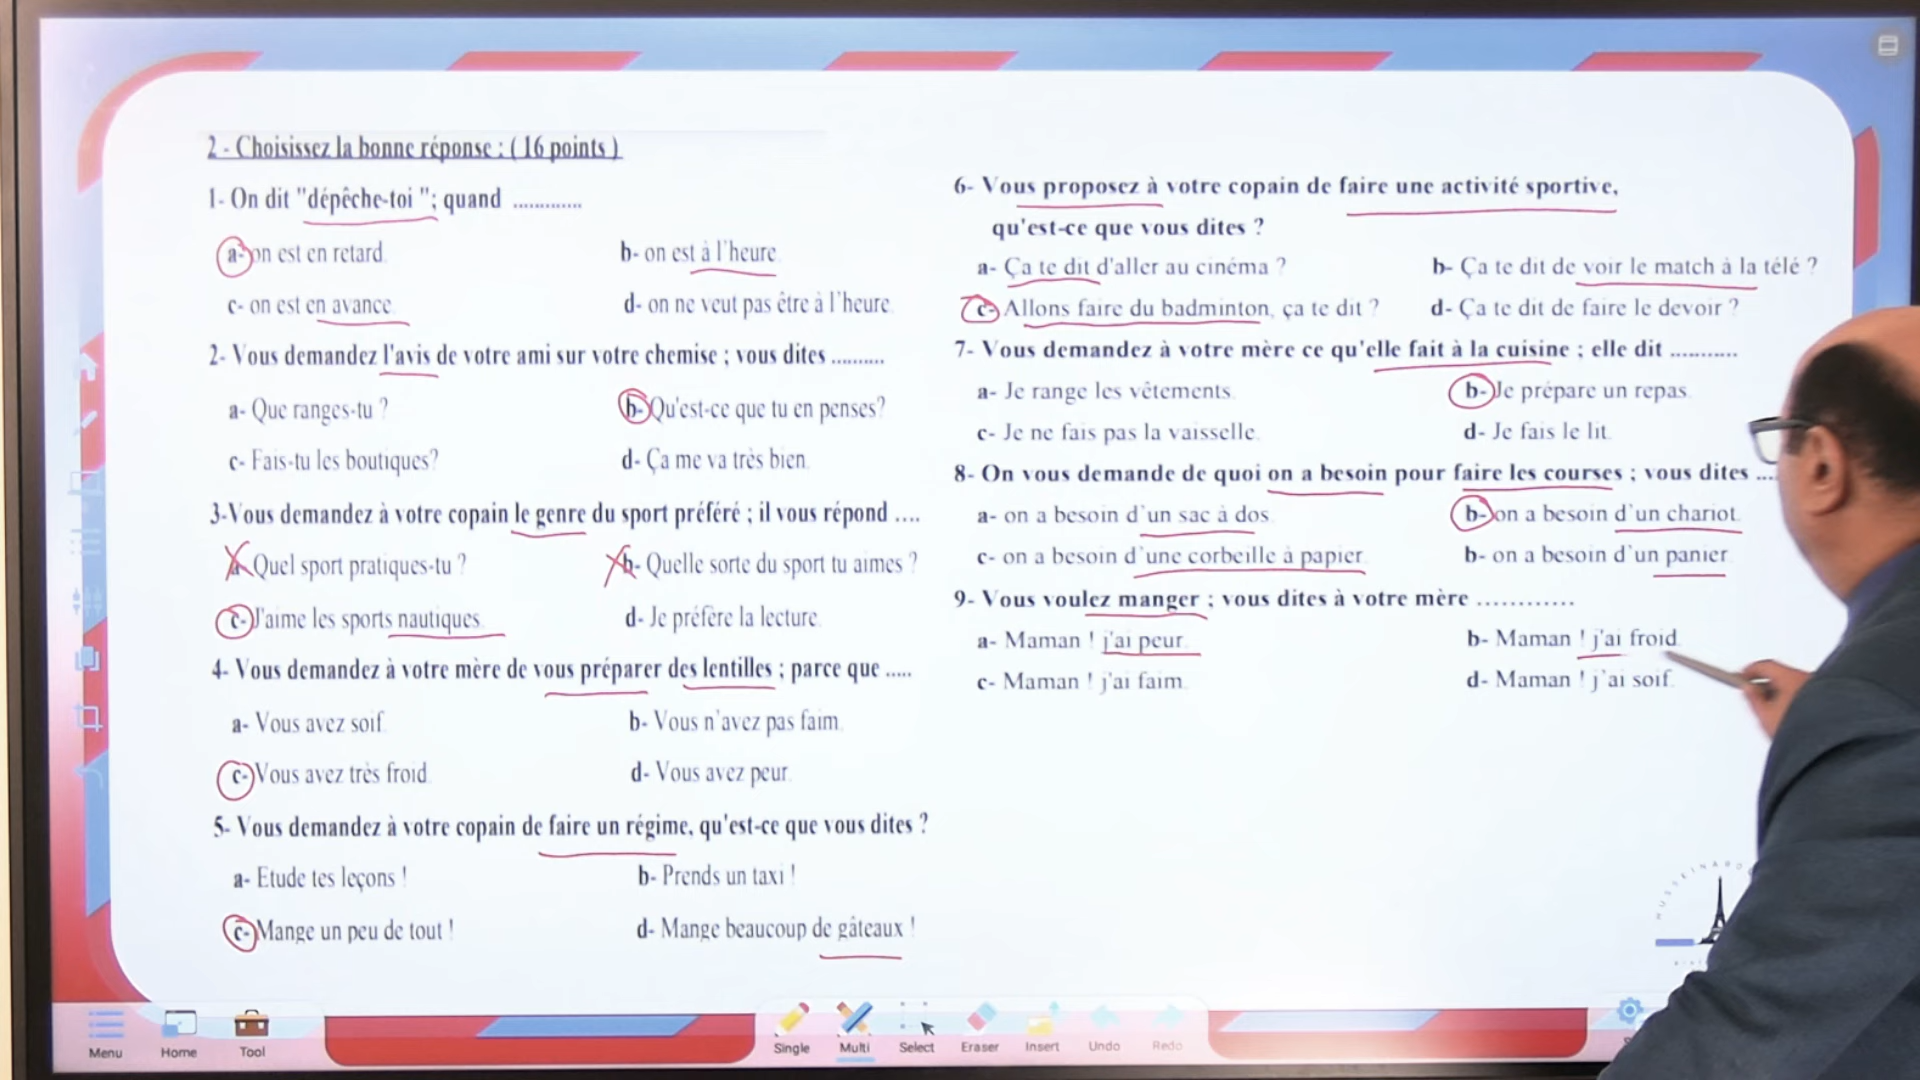 2 - Choisissez la bonne réponse : ( 16 points )
1- On dit "dépêche-toi "; quand .............
a- on est en retard.
b- on est à l'heure.
c- on est en avance.
d- on ne veut pas être à l'heure.
2- Vous demandez l'avis de votre ami sur votre chemise ; vous dites ..........
a- Que ranges-tu ?
b- Qu'est-ce que tu en penses?
c- Fais-tu les boutiques?
d- Ça me va très bien.
3-Vous demandez à votre copain le genre du sport préféré ; il vous répond ....
a- Quel sport pratiques-tu ?
b- Quelle sorte du sport tu aimes ?
c- J'aime les sports nautiques.
d- Je préfère la lecture.
4- Vous demandez à votre mère de vous préparer des lentilles ; parce que .....
a- Vous avez soif.
b- Vous n'avez pas faim.
c- Vous avez très froid.
d- Vous avez peur.
5- Vous demandez à votre copain de faire un régime, qu'est-ce que vous dites ?
a- Etude tes leçons !
b- Prends un taxi !
c- Mange un peu de tout !
d- Mange beaucoup de gâteaux !
6- Vous proposez à votre copain de faire une activité sportive,
qu'est-ce que vous dites ?
a- Ça te dit d'aller au cinéma ?
b- Ça te dit de voir le match à la télé ?
c- Allons faire du badminton, ça te dit ?
d- Ça te dit de faire le devoir ?
7- Vous demandez à votre mère ce qu'elle fait à la cuisine ; elle dit ...........
a- Je range les vêtements.
b- Je prépare un repas.
c- Je ne fais pas la vaisselle.
d- Je fais le lit.
8- On vous demande de quoi on a besoin pour faire les courses ; vous dites ....
a- on a besoin d'un sac à dos.
b- on a besoin d'un chariot.
c- on a besoin d'une corbeille à papier.
b- on a besoin d'un panier.
9- Vous voulez manger ; vous dites à votre mère ............
a- Maman ! j'ai peur.
b- Maman ! j'ai froid.
c- Maman ! j'ai faim.
d- Maman ! j'ai soif.
Menu
Home
Tool
Single
Multi
Select
Eraser
Insert
Undo
Redo